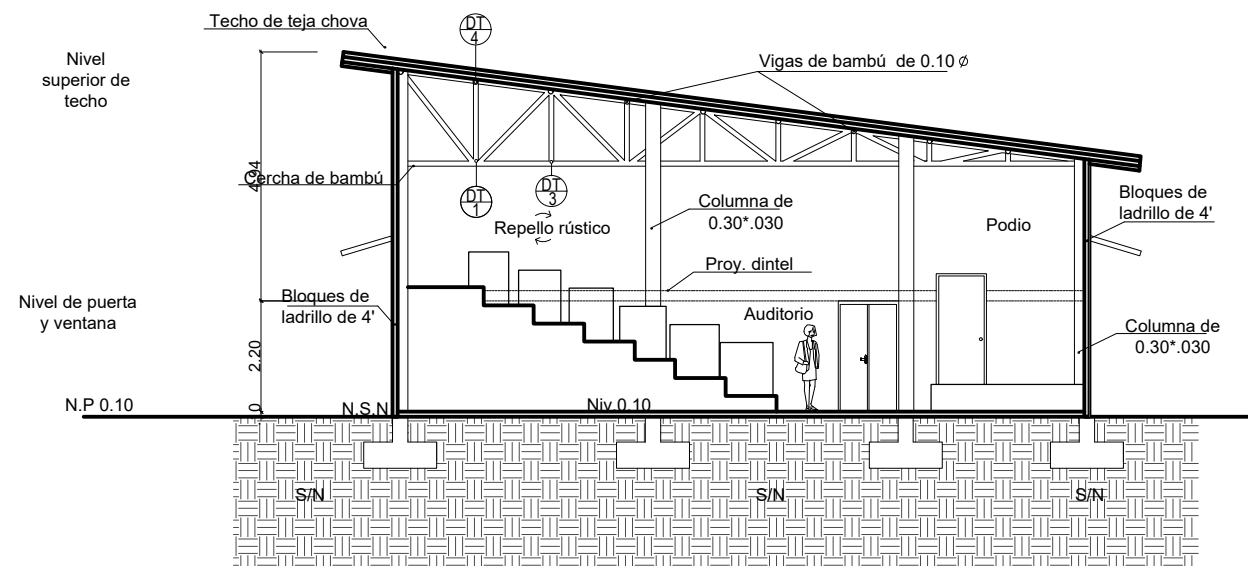 Techo de teja chova
DT
4
Nivel
superior de
techo
Vigas de bambú de 0.10 ø
4.94
Cercha de bambú
DT
1
DT
3
Repello rústico
Columna de
0.30*.030
Podio
Bloques de
ladrillo de 4'
Proy. dintel
Nivel de puerta
y ventana
Bloques de
ladrillo de 4'
Auditorio
Columna de
0.30*.030
2.20
0
N.P 0.10
N.S.N
Niv.0.10
S/N
S/N
S/N